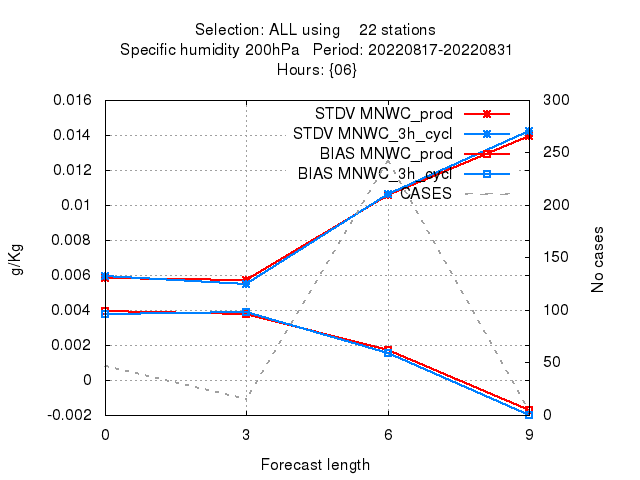 Selection: ALL using 22 stations
Specific humidity 200hPa Period: 20220817-20220831
Hours: {06}
STDV MNWC_prod
STDV MNWC_3h_cycl
BIAS MNWC_prod
BIAS MNWC_3h_cycl
CASES
0.016
0.014
0.012
0.01
0.008
0.006
0.004
0.002
0
-0.002
g/Kg
300
250
200
150
100
50
0
No cases
0 3 6 9
Forecast length